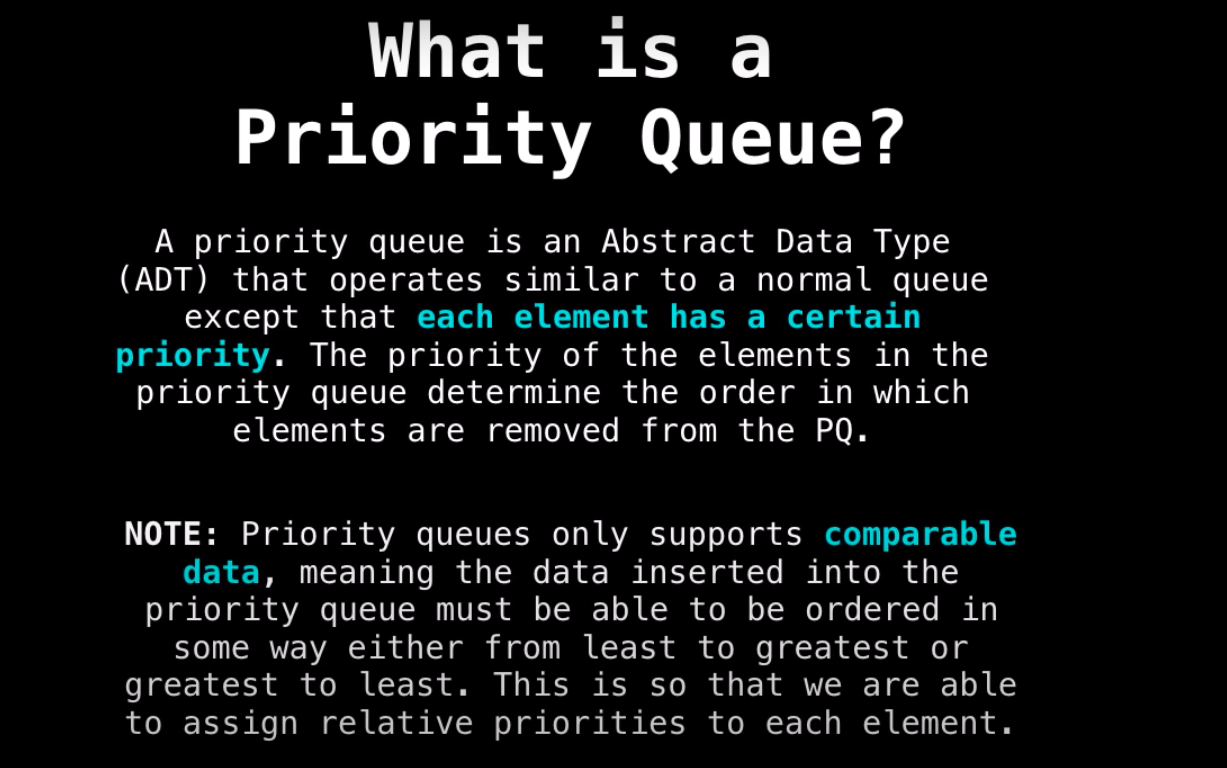 What is a
Priority Queue?
A priority queue is an Abstract Data Type
(ADT) that operates similar to a normal queue
except that each element has a certain
priority. The priority of the elements in the
priority queue determine the order in which
elements are removed from the PQ.
NOTE: Priority queues only supports comparable
data, meaning the data inserted into the
priority queue must be able to be ordered in
some way either from least to greatest or
greatest to least. This is so that we are able
to assign relative priorities to each element.